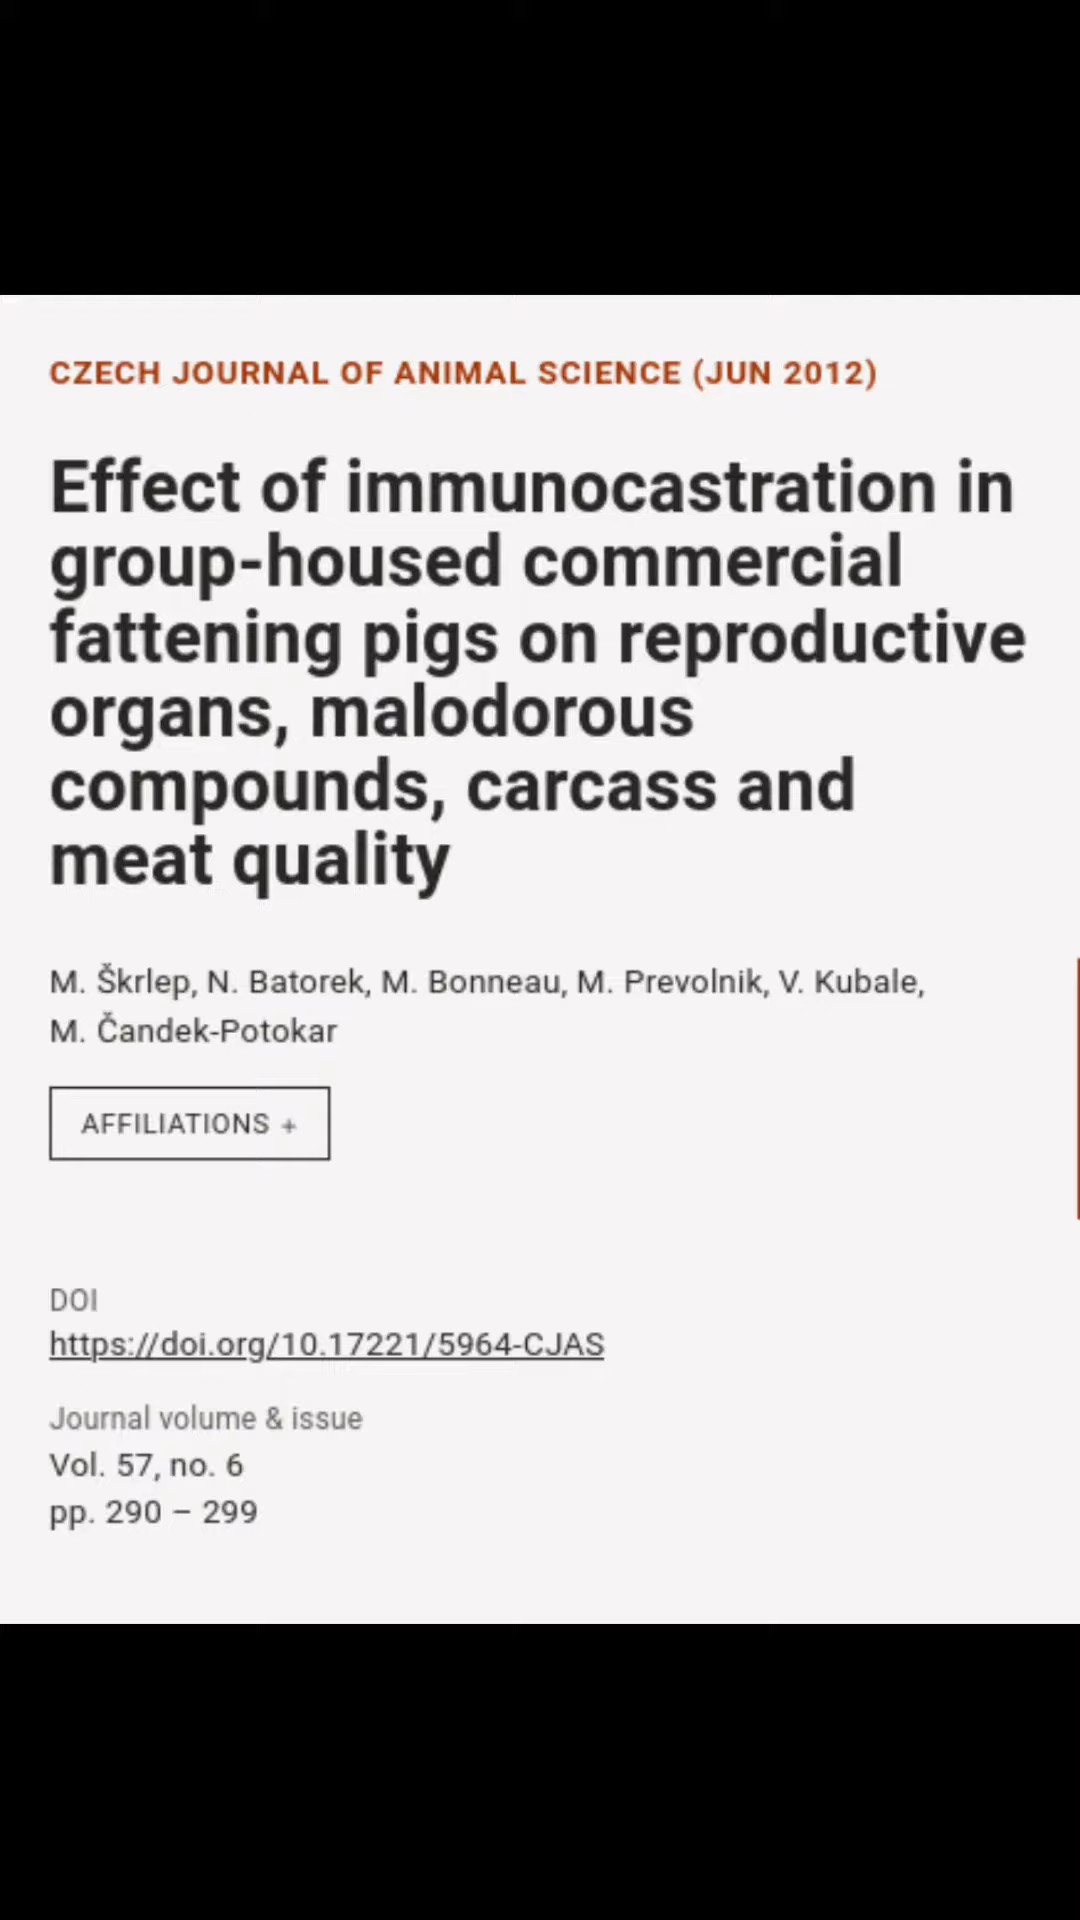 CZECH JOURNAL OF ANIMAL SCIENCE (JUN 2012)
Effect of immunocastration in
group-housed commercial
fattening pigs on reproductive
organs, malodorous
compounds, carcass and
meat quality
M. Škrlep, N. Batorek, M. Bonneau, M. Prevolnik, V. Kubale,
M. Čandek-Potokar
AFFILIATIONS +
DOI
https://doi.org/10.17221/5964-CJAS
Journal volume & issue
Vol. 57, no. 6
pp. 290 – 299